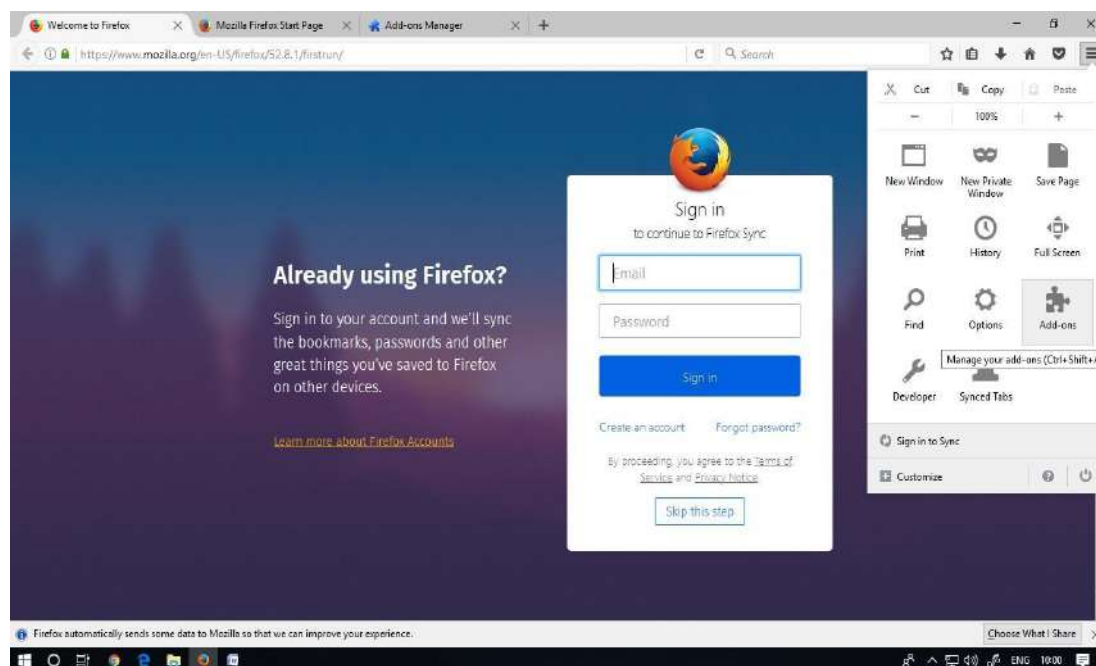 Welcome to Firefox
Mozilla Firefox Start Page
Add-ons Manager
https://www.mozilla.org/en-US/firefox/52.8.1/firstrun/
Search
Cut Copy Paste
100%
New Window New Private Window Save Page
Print History Full Screen
Find Options Add-ons
Manage your add-ons (Ctrl+Shift+A
Developer Synced Tabs
Sign in to Sync
Customize
Already using Firefox?
Sign in to your account and we'll sync
the bookmarks, passwords and other
great things you've saved to Firefox
on other devices.
Learn more about Firefox Accounts
Sign in
to continue to Firefox Sync
Email
Password
Sign in
Create an account Forgot password?
By proceeding, you agree to the Terms of
Service and Privacy Notice
Skip this step
Firefox automatically sends some data to Mozilla so that we can improve your experience.
Choose What I Share
ENG 10:00